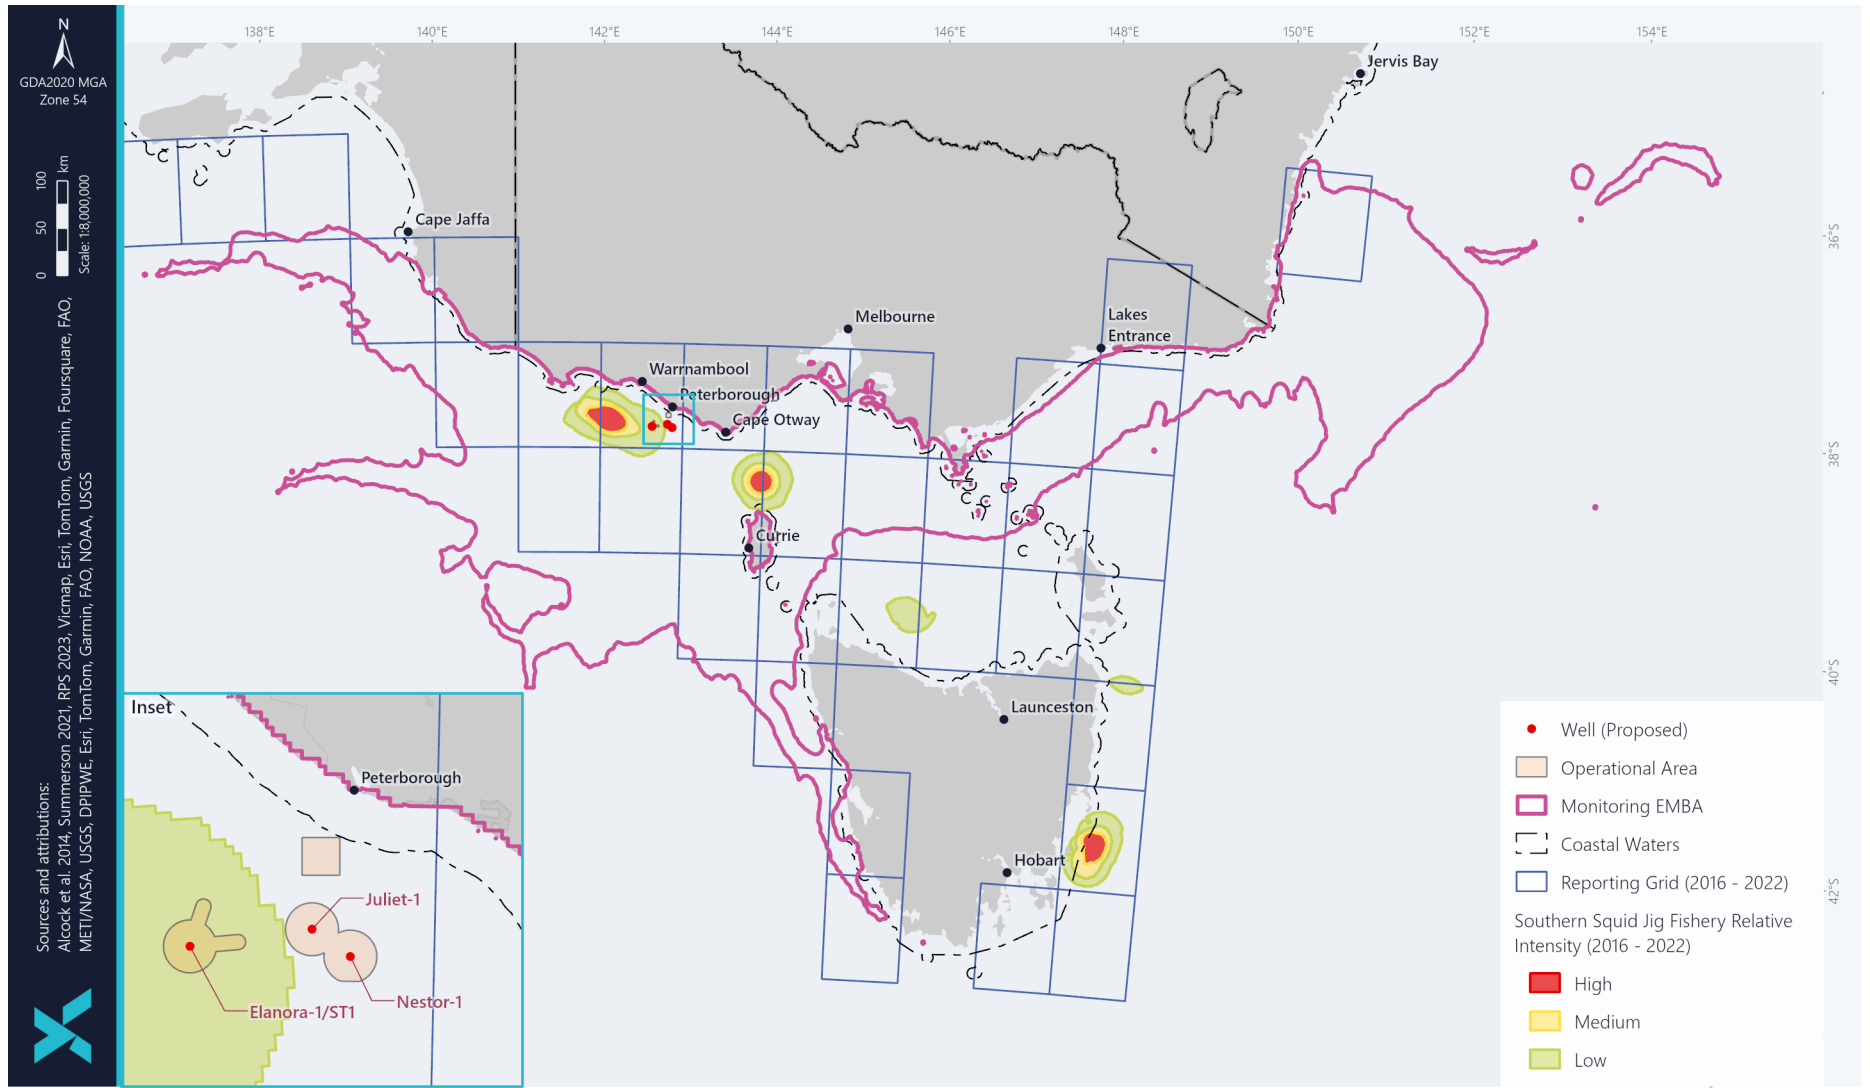 N
GDA2020 MGA
Zone 54
0 50 100 km
Scale: 1:8,000,000
Sources and attributions:
Alcock et al. 2014, Summerson 2021, RPS 2023, Vicmap, Esri, TomTom, Garmin, Foursquare, FAO,
METI/NASA, USGS, DPIPWE, Esri, TomTom, Garmin, FAO, NOAA, USGS
138°E 140°E 142°E 144°E 146°E 148°E 150°E 152°E 154°E
36°S
38°S
40°S
42°S
Jervis Bay
Cape Jaffa
Melbourne
Lakes
Entrance
Warrnambool
Peterborough
Cape Otway
Currie
Launceston
Hobart
Inset
Peterborough
Juliet-1
Nestor-1
Elanora-1/ST1
Well (Proposed)
Operational Area
Monitoring EMBA
Coastal Waters
Reporting Grid (2016 - 2022)
Southern Squid Jig Fishery Relative
Intensity (2016 - 2022)
High
Medium
Low